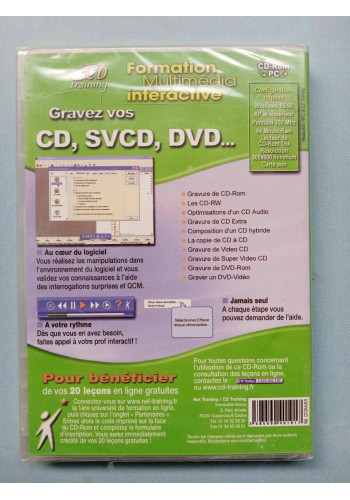 CD
training
Formation
Multimédia
interactive
CD-Rom
PC
Gravez vos
CD, SVCD, DVD...
Configuration
requise
Windows 95/98
XP et supérieur
Pentium 200 Mhz
64 Mo de Ram
Lecteur de
CD-Rom 16x
Résolution
800x600 minimum
Carte son
Gravure de CD-Rom
Les CD-RW
Optimisations d'un CD Audio
Gravure de CD Extra
Composition d'un CD hybride
La copie de CD à CD
Gravure de Video CD
Gravure de Super Video CD
Gravure de DVD-Rom
Graver un DVD-Vidéo
Au cœur du logiciel
Vous réalisez les manipulations dans
l'environnement du logiciel et vous
validez vos connaissances à l'aide
des interrogations surprises et QCM.
A votre rythme
Dès que vous en avez besoin,
faites appel à votre prof interactif !
Jamais seul
A chaque étape vous
pouvez demander de l'aide.
Pour bénéficier
de vos 20 leçons en ligne gratuites
Connectez-vous sur www.net-training.com
la 1ère université de formation en ligne,
puis cliquez sur l'onglet « Partenaires ».
Entrez alors le code imprimé sur la face
du CD-Rom et complétez le formulaire
d'inscription. Vous serez immédiatement
crédité de vos 20 leçons gratuites !
Pour toutes questions concernant
l'utilisation de ce CD-Rom ou la
consultation des leçons en ligne,
contactez le :
ou www.cd-training.fr
Net Training / CD Training